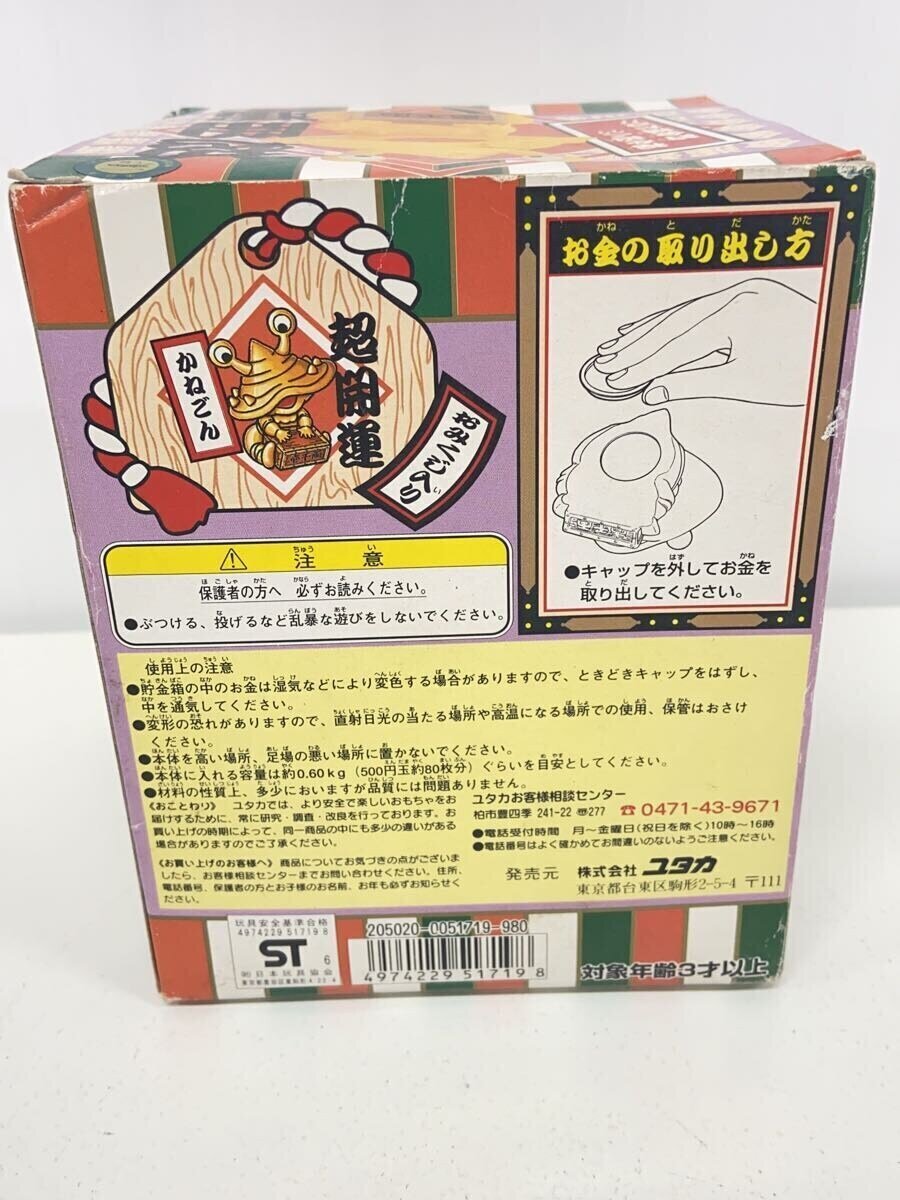 超開運
かねごん
おみくじ入り
お金の取り出し方
●キャップを外してお金を
取り出してください。
⚠ 注意
保護者の方へ 必ずお読みください。
●ぶつける、投げるなど乱暴な遊びをしないでください。
使用上の注意
●貯金箱の中のお金は湿気などにより変色する場合がありますので、ときどきキャップをはずし、
中を通気してください。
●変形の恐れがありますので、直射日光の当たる場所や高温になる場所での使用、保管はおさけ
ください。
●本体を高い場所、足場の悪い場所に置かないでください。
●本体に入れる容量は約0.60kg(500円玉約80枚分)ぐらいを目安としてください。
●材料の性質上、多少においますが品質には問題ありません。
《おことわり》 ユタカでは、より安全で楽しいおもちゃをお
届けするために、常に研究・調査・改良を行っております。お
買い上げの時期によって、同一商品の中にも多少の違いがある
場合がありますのでご了承ください。
《お買い上げのお客様へ》 商品についてお気づきの点がございま
したら、お客様相談センターまでお問い合わせください。住所、
電話番号、保護者の方とお子様のお名前、お年も必ずお知らせく
ださい。
ユタカお客様相談センター
柏市豊四季 241-22 〒277 ☎0471-43-9671
●電話受付時間 月〜金曜日(祝日を除く)10時〜16時
●電話番号はよく確かめてお間違いのないようご注意ください。
発売元 株式会社 ユタカ
東京都台東区駒形2-5-4 〒111
玩具安全基準合格
4974229 51719 8
ST 6
㈳日本玩具協会
東京都墨田区東駒形4-22-4
205020-0051719-980
4 974229 517198
対象年齢3才以上